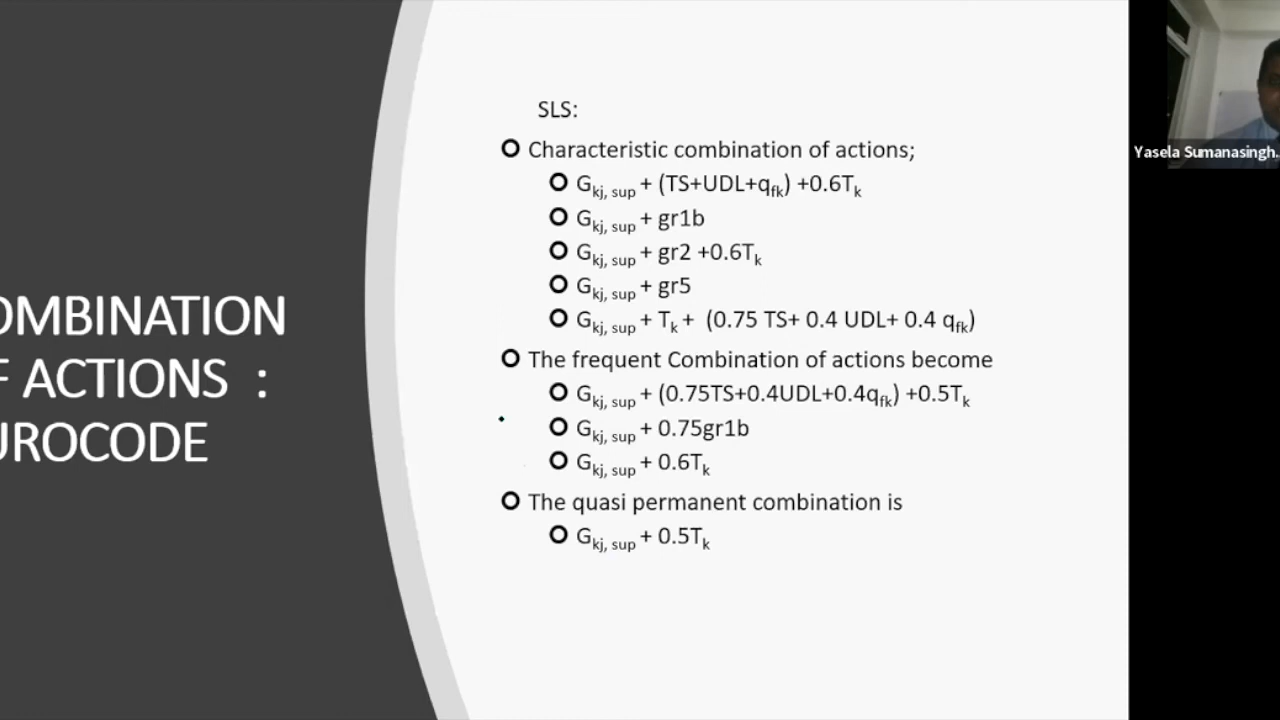 OMBINATION
F ACTIONS :
UROCODE
SLS:
Characteristic combination of actions;
Gkj, sup + (TS+UDL+qfk) +0.6Tk
Gkj, sup + gr1b
Gkj, sup + gr2 +0.6Tk
Gkj, sup + gr5
Gkj, sup + Tk + (0.75 TS+ 0.4 UDL+ 0.4 qfk)
The frequent Combination of actions become
Gkj, sup + (0.75TS+0.4UDL+0.4qfk) +0.5Tk
Gkj, sup + 0.75gr1b
Gkj, sup + 0.6Tk
The quasi permanent combination is
Gkj, sup + 0.5Tk
Yasela Sumanasingh..